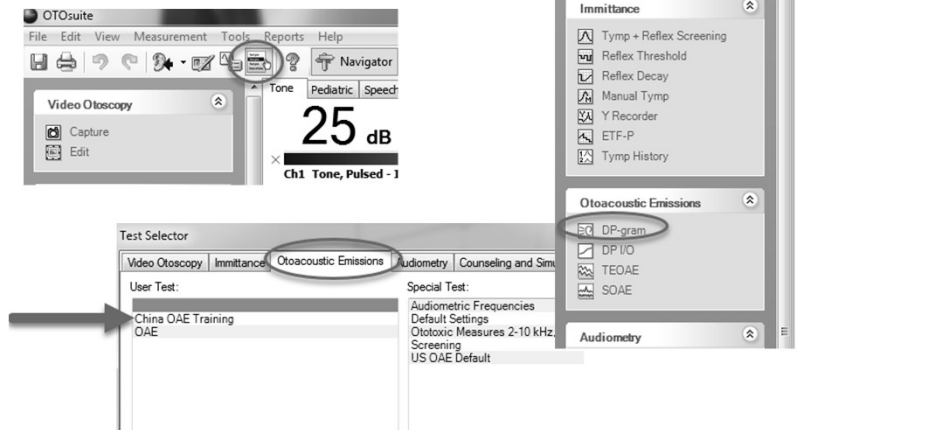 OTOsuite
File Edit View Measurement Tools Reports Help
Navigator
Video Otoscopy
Capture
Edit
Tone Pediatric Speech
25 dB
Ch1 Tone, Pulsed -
Immittance
Tymp + Reflex Screening
Reflex Threshold
Reflex Decay
Manual Tymp
Y Recorder
ETF-P
Tymp History
Otoacoustic Emissions
DP-gram
DP I/O
TEOAE
SOAE
Audiometry
Test Selector
Video Otoscopy Immittance Otoacoustic Emissions Audiometry Counseling and Simu
User Test:
China OAE Training
OAE
Special Test:
Audiometric Frequencies
Default Settings
Ototoxic Measures 2-10 kHz,
Screening
US OAE Default